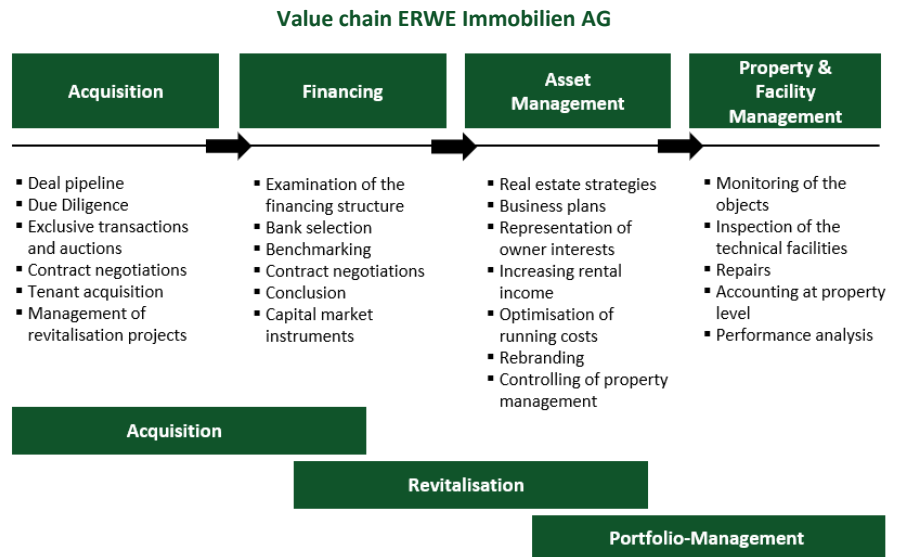 Value chain ERWE Immobilien AG
Acquisition
Financing
Asset
Management
Property &
Facility
Management
▪ Deal pipeline
▪ Due Diligence
▪ Exclusive transactions
and auctions
▪ Contract negotiations
▪ Tenant acquisition
▪ Management of
revitalisation projects
▪ Examination of the
financing structure
▪ Bank selection
▪ Benchmarking
▪ Contract negotiations
▪ Conclusion
▪ Capital market
instruments
▪ Real estate strategies
▪ Business plans
▪ Representation of
owner interests
▪ Increasing rental
income
▪ Optimisation of
running costs
▪ Rebranding
▪ Controlling of property
management
▪ Monitoring of the
objects
▪ Inspection of the
technical facilities
▪ Repairs
▪ Accounting at property
level
▪ Performance analysis
Acquisition
Revitalisation
Portfolio-Management